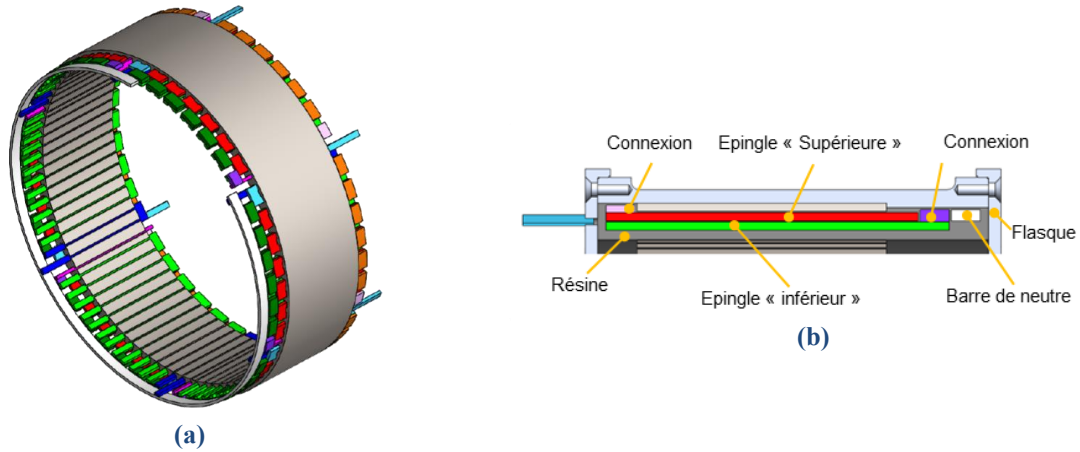 Connexion
Epingle « Supérieure »
Connexion
Flasque
Résine
Epingle « inférieur »
Barre de neutre
(a)
(b)